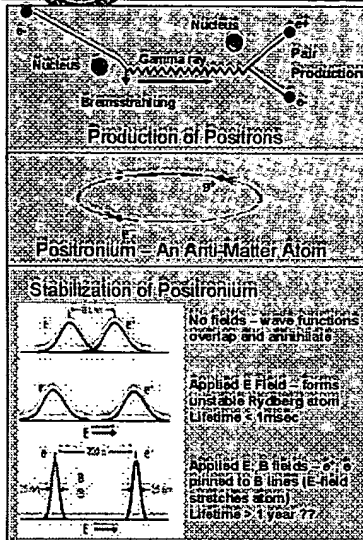 e-
Nucleus
e+
Gamma ray
Pair
Production
Nucleus
e-
Bremsstrahlung
Production of Positrons
Positronium - An Anti-Matter Atom
Stabilization of Positronium
No fields - wave functions
overlap and annihilate
Applied E Field - forms
unstable Rydberg atom
Lifetime < 1msec
Applied E, B fields - e+, e-
pinned to B lines (E-field
stretches atom)
Lifetime > 1 year ??
E
E